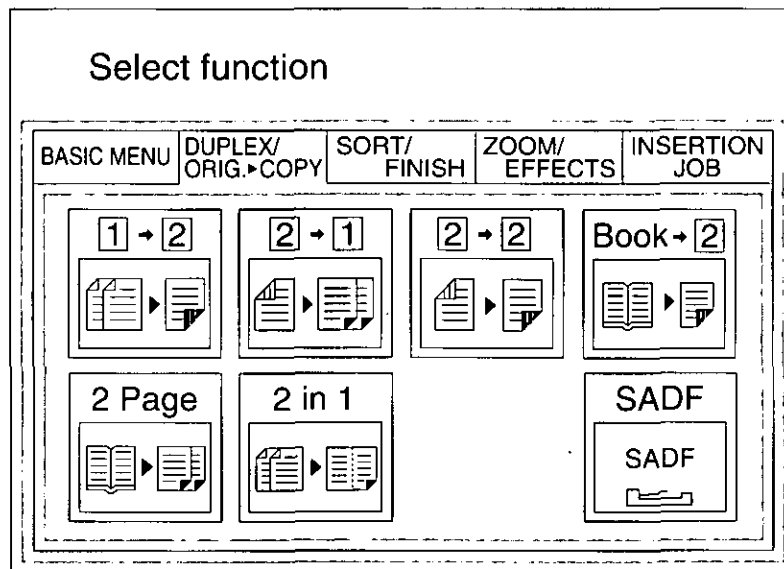 Select function
BASIC MENU
DUPLEX/
ORIG.▸COPY
SORT/
FINISH
ZOOM/
EFFECTS
INSERTION
JOB
1 → 2
2 → 1
2 → 2
Book → 2
2 Page
2 in 1
SADF
SADF